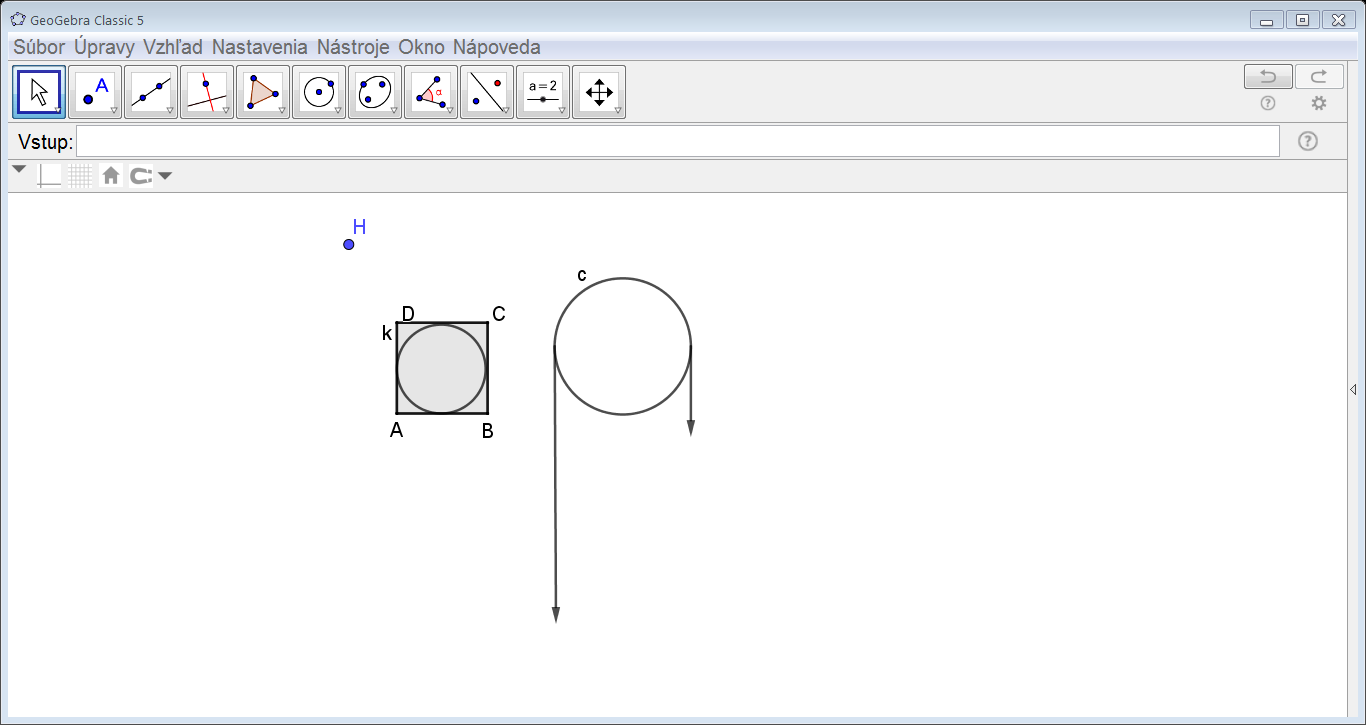 GeoGebra Classic 5
Súbor Úpravy Vzhľad Nastavenia Nástroje Okno Nápoveda
A α a=2
Vstup:
H
c
D C
k
A B